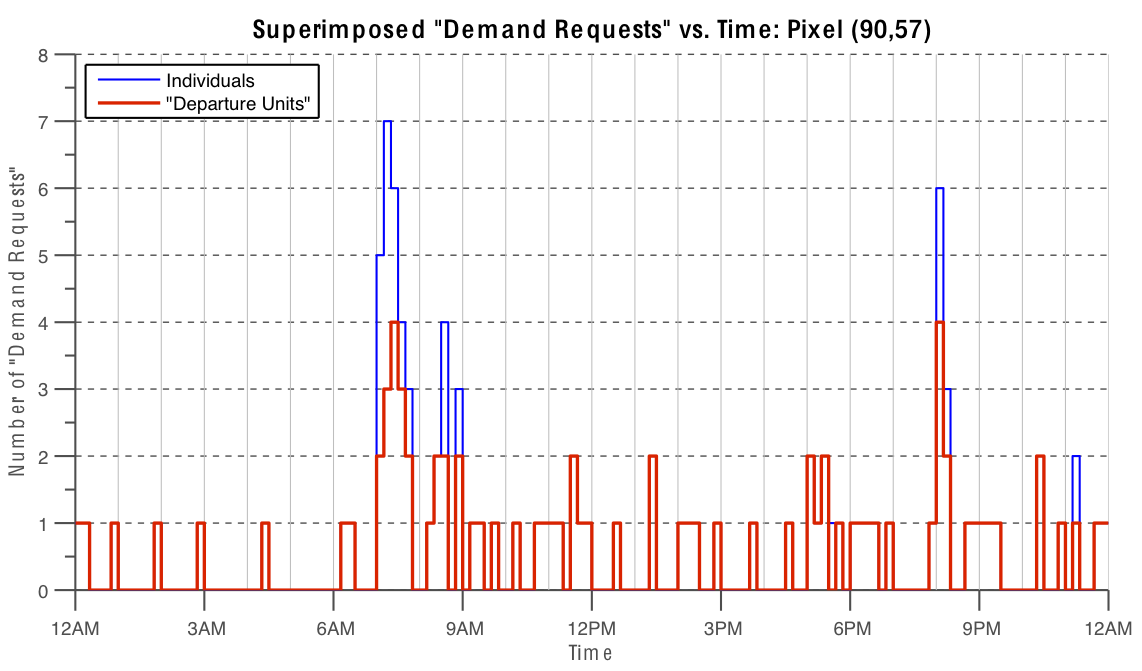 Superimposed "Demand Requests" vs. Time: Pixel (90,57)
Individuals
"Departure Units"
Number of "Demand Requests"
8
7
6
5
4
3
2
1
0
12AM 3AM 6AM 9AM 12PM 3PM 6PM 9PM 12AM
Time